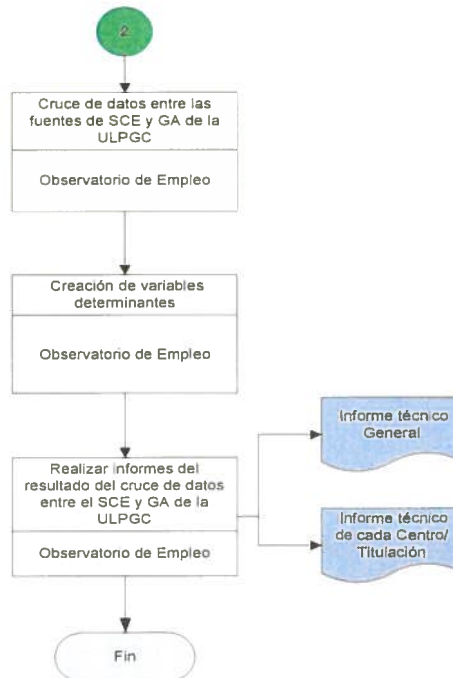 2
Cruce de datos entre las
fuentes de SCE y GA de la
ULPGC
Observatorio de Empleo
Creación de variables
determinantes
Observatorio de Empleo
Realizar informes del
resultado del cruce de datos
entre el SCE y GA de la
ULPGC
Observatorio de Empleo
Informe técnico
General
Informe técnico
de cada Centro/
Titulación
Fin